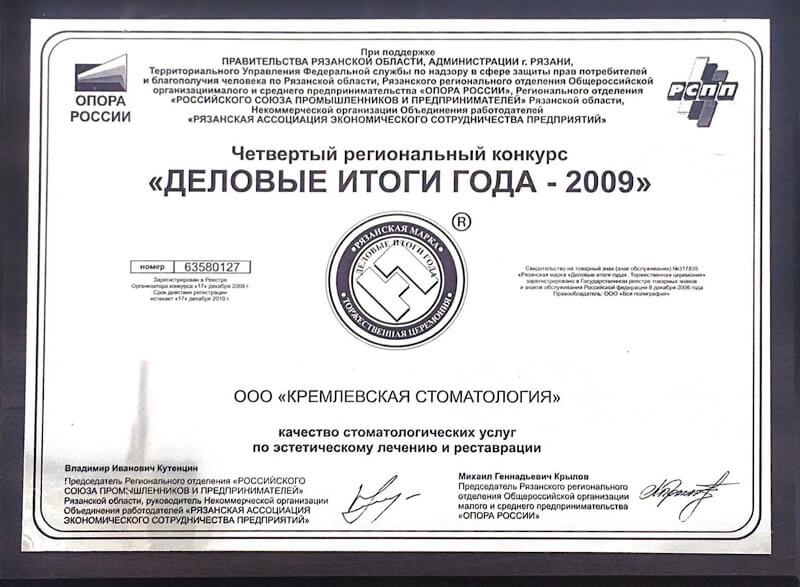 При поддержке
ПРАВИТЕЛЬСТВА РЯЗАНСКОЙ ОБЛАСТИ, АДМИНИСТРАЦИИ г. РЯЗАНИ,
Территориального Управления Федеральной службы по надзору в сфере защиты прав потребителей
и благополучия человека по Рязанской области, Рязанского регионального отделения Общероссийской
организациималого и среднего предпринимательства «ОПОРА РОССИИ», Регионального отделения
«РОССИЙСКОГО СОЮЗА ПРОМЫШЛЕННИКОВ И ПРЕДПРИНИМАТЕЛЕЙ» Рязанской области,
Некоммерческой организации Объединения работодателей
«РЯЗАНСКАЯ АССОЦИАЦИЯ ЭКОНОМИЧЕСКОГО СОТРУДНИЧЕСТВА ПРЕДПРИЯТИЙ»
ОПОРА
РОССИИ
РСПП
Четвертый региональный конкурс
«ДЕЛОВЫЕ ИТОГИ ГОДА - 2009»
®
РЯЗАНСКАЯ МАРКА
ДЕЛОВЫЕ ИТОГИ ГОДА
ТОРЖЕСТВЕННАЯ ЦЕРЕМОНИЯ
номер 63580127
Зарегистрирован в Реестре
Организатора конкурса «17» декабря 2009 г
Срок действия регистрации
истекает «17» декабря 2010 г
Свидетельство на товарный знак (знак обслуживания) №317835
«Рязанская марка «Деловые итоги года». Торжественная церемония»
зарегистрировано в Государственном реестре товарных знаков
и знаков обслуживания Российской федерации 8 декабря 2006 года
Правообладатель: ООО «Вся полиграфия»
ООО «КРЕМЛЕВСКАЯ СТОМАТОЛОГИЯ»
качество стоматологических услуг
по эстетическому лечению и реставрации
Владимир Иванович Кутенцин
Председатель Регионального отделения «РОССИЙСКОГО
СОЮЗА ПРОМЫШЛЕННИКОВ И ПРЕДПРИНИМАТЕЛЕЙ»
Рязанской области, руководитель Некоммерческой организации
Объединения работодателей «РЯЗАНСКАЯ АССОЦИАЦИЯ
ЭКОНОМИЧЕСКОГО СОТРУДНИЧЕСТВА ПРЕДПРИЯТИЙ»
Михаил Геннадьевич Крылов
Председатель Рязанского регионального
отделения Общероссийской организации
малого и среднего предпринимательства
«ОПОРА РОССИИ»